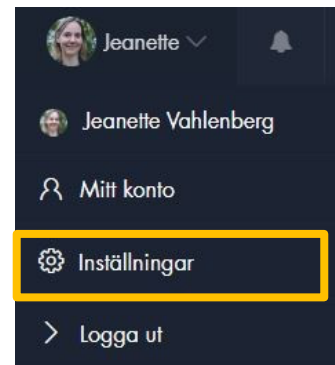 Jeanette
Jeanette Vahlenberg
Mitt konto
Inställningar
Logga ut